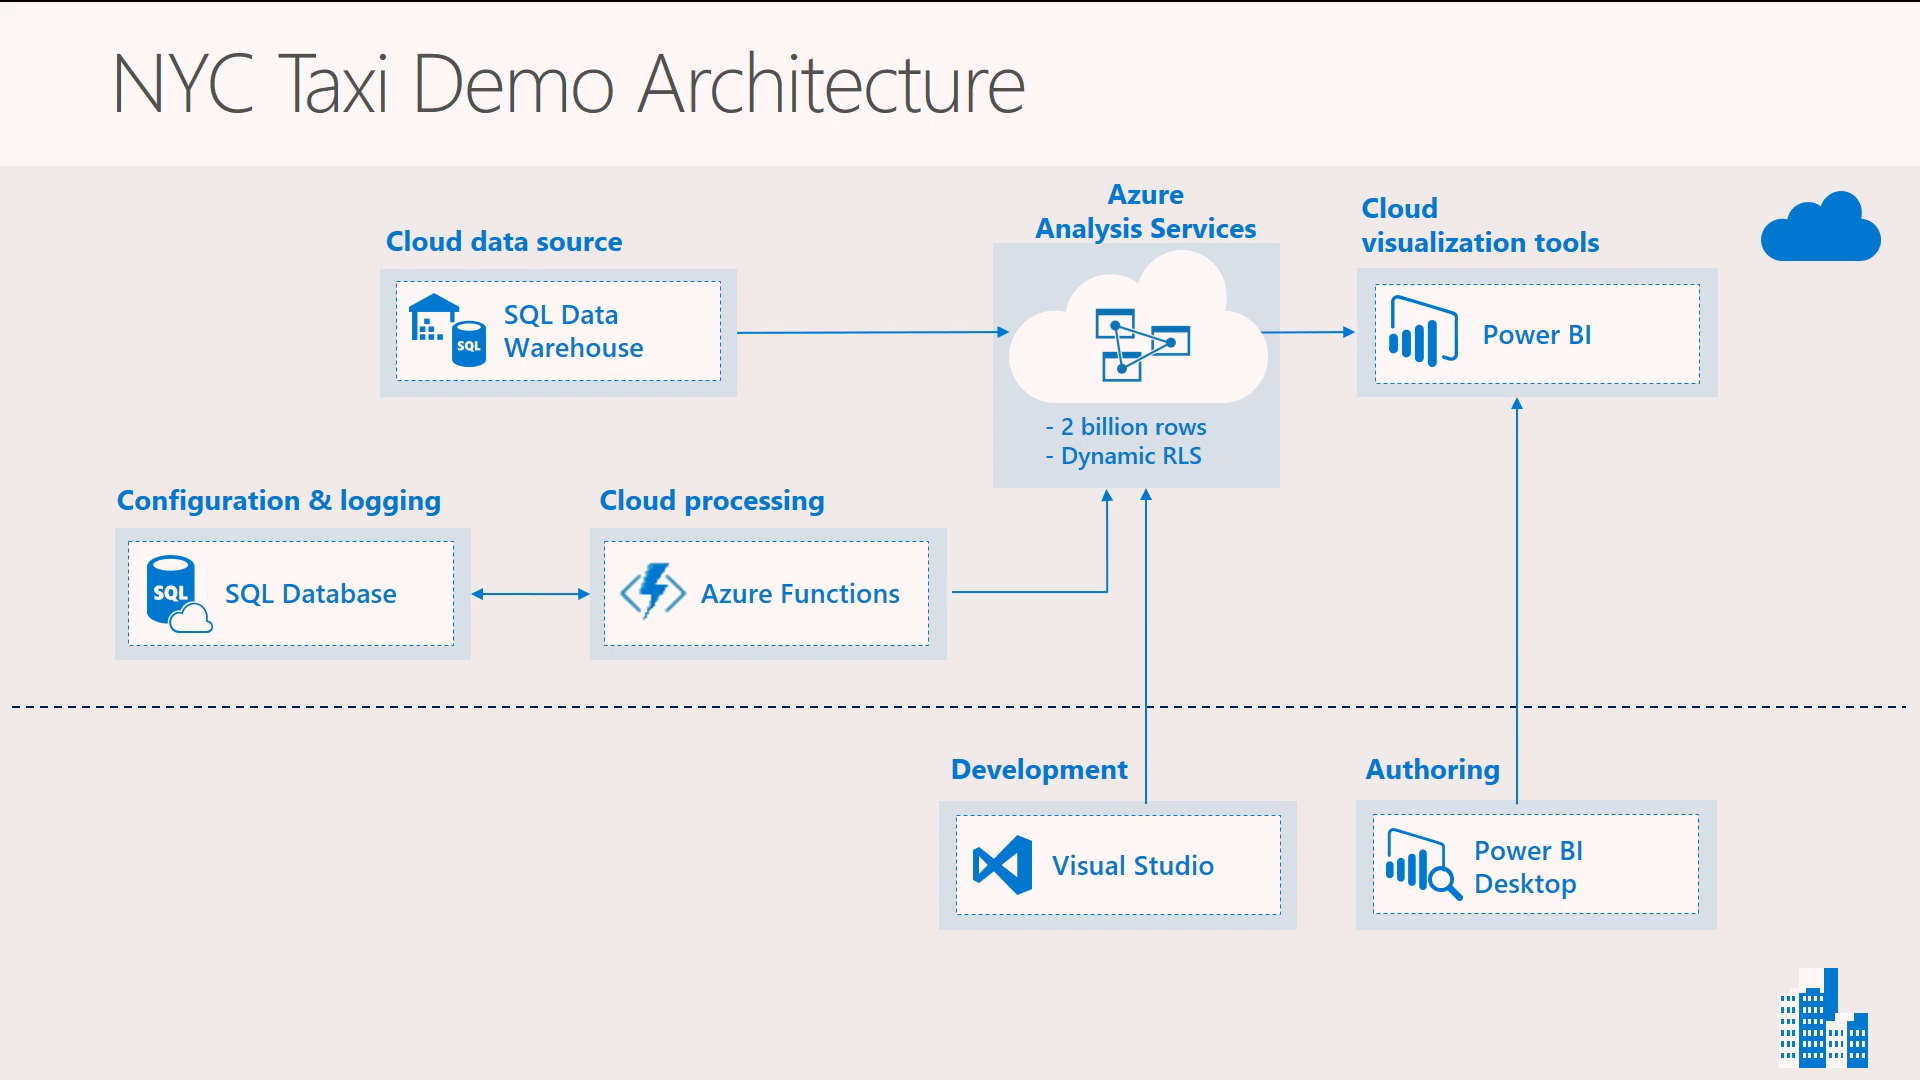 NYC Taxi Demo Architecture
Cloud data source
SQL Data
Warehouse
SQL
Azure
Analysis Services
- 2 billion rows
- Dynamic RLS
Cloud
visualization tools
Power BI
Configuration & logging
SQL
SQL Database
Cloud processing
Azure Functions
Development
Visual Studio
Authoring
Power BI
Desktop